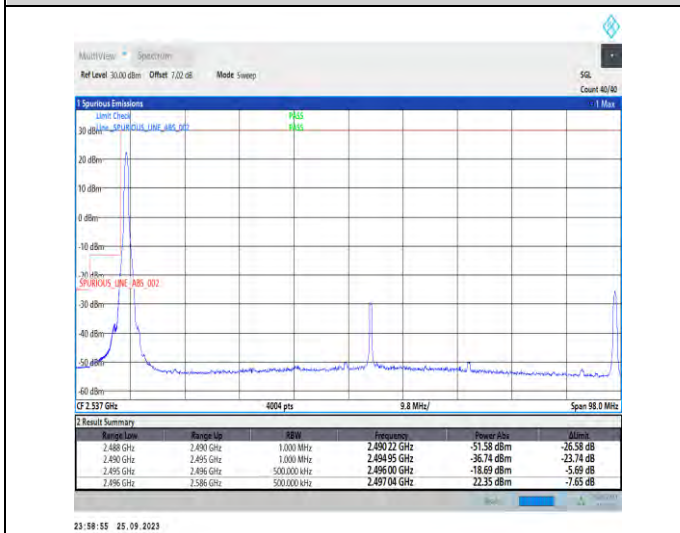 MultiView Spectrum
Ref Level 30.00 dBm Offset 7.02 dB Mode Sweep SGL
Count 40/40
1 Spurious Emissions 1 Max
Limit Check PASS
Line _SPURIOUS_LINE_ABS_002 PASS
30 dBm
20 dBm
10 dBm
0 dBm
-10 dBm
-20 dBm
SPURIOUS_LINE_ABS_002
-30 dBm
-40 dBm
-50 dBm
-60 dBm
CF 2.537 GHz 4004 pts 9.8 MHz/ Span 98.0 MHz
2 Result Summary
Range Low Range Up RBW Frequency Power Abs ΔLimit
2.488 GHz 2.490 GHz 1.000 MHz 2.490 22 GHz -51.58 dBm -26.58 dB
2.490 GHz 2.495 GHz 1.000 MHz 2.494 95 GHz -36.74 dBm -23.74 dB
2.495 GHz 2.496 GHz 500.000 kHz 2.496 00 GHz -18.69 dBm -5.69 dB
2.496 GHz 2.586 GHz 500.000 kHz 2.497 04 GHz 22.35 dBm -7.65 dB
23:58:55 25.09.2023